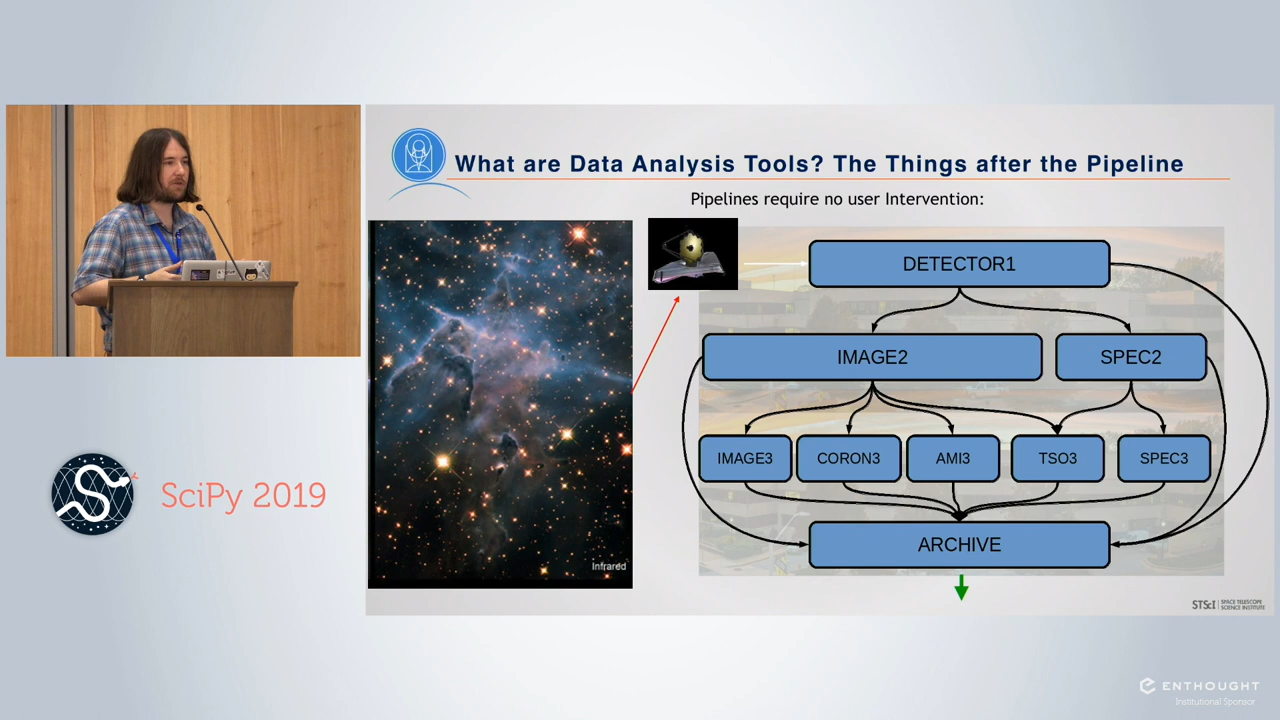 What are Data Analysis Tools? The Things after the Pipeline
Pipelines require no user Intervention:
DETECTOR1
IMAGE2
SPEC2
IMAGE3
CORON3
AMI3
TSO3
SPEC3
ARCHIVE
Infrared
STScI | SPACE TELESCOPE
SCIENCE INSTITUTE
SciPy 2019
ENTHOUGHT
Institutional Sponsor